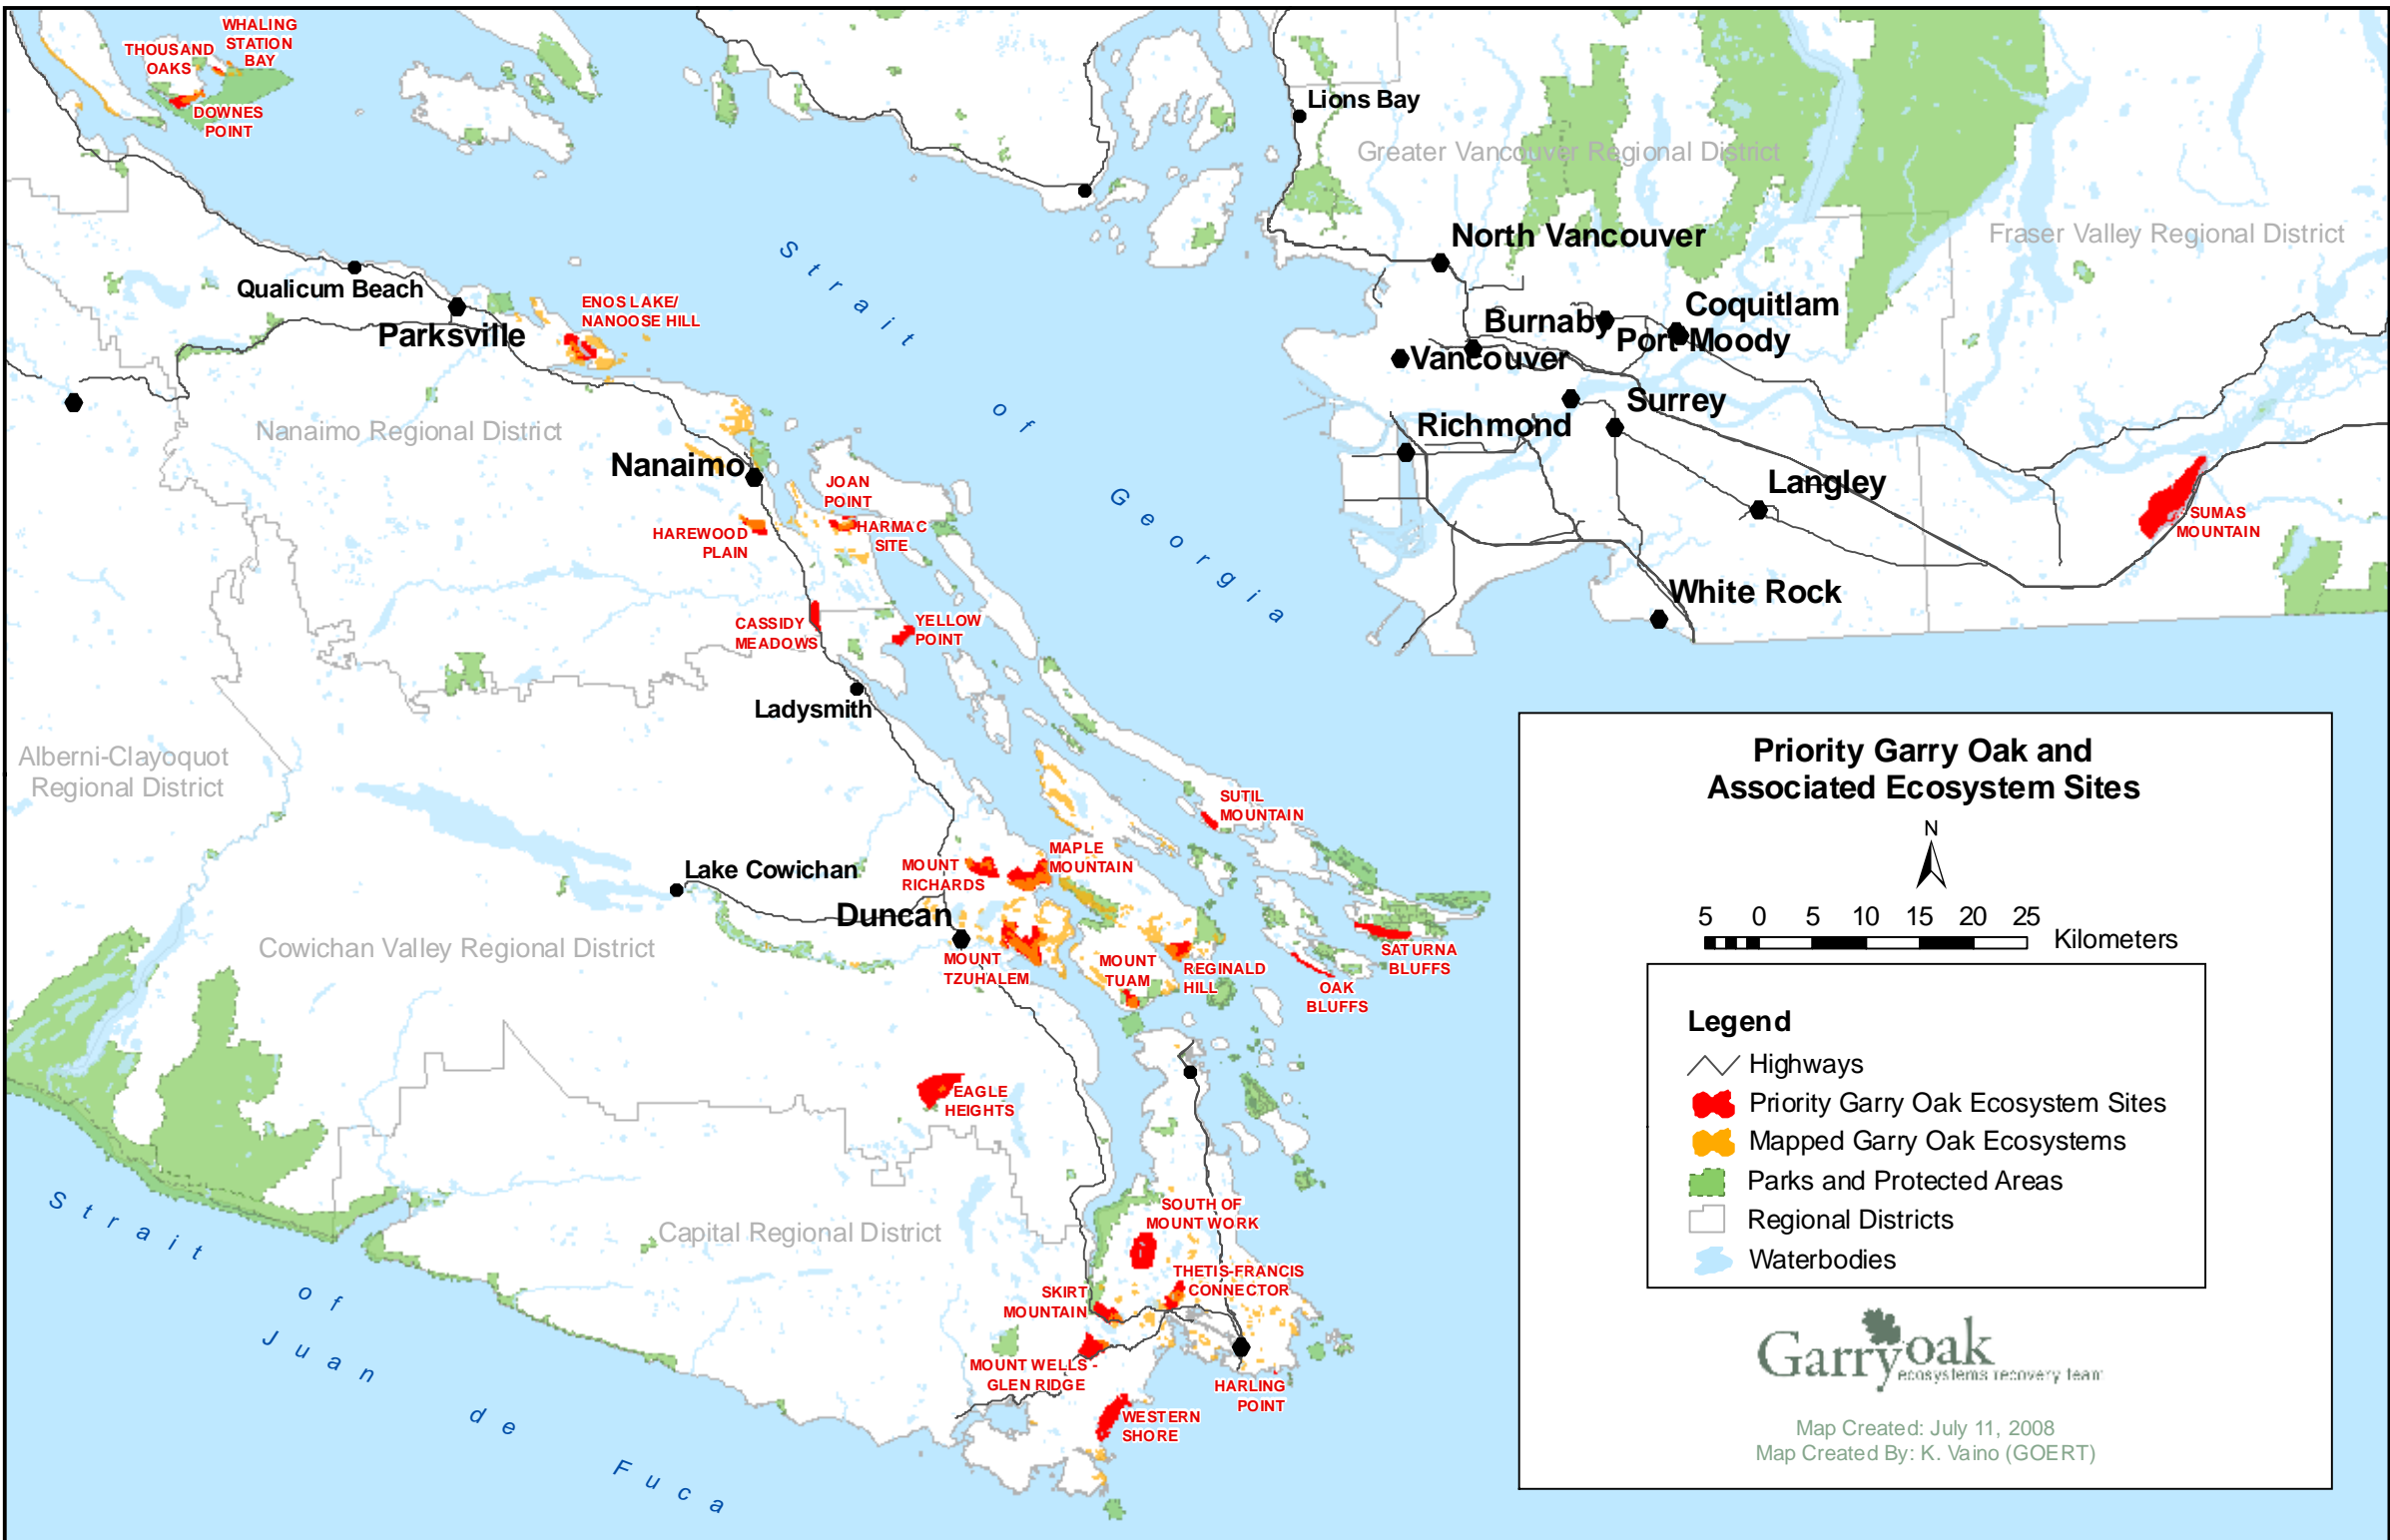 WHALING
STATION
BAY
THOUSAND
OAKS
DOWNES
POINT
Lions Bay
Greater Vancouver Regional District
North Vancouver
Fraser Valley Regional District
Strait of Georgia
Qualicum Beach
Parksville
ENOS LAKE/
NANOOSE HILL
Coquitlam
Burnaby
Port Moody
Vancouver
Surrey
Richmond
Nanaimo Regional District
Nanaimo
Langley
JOAN
POINT
HARMAC
SITE
HAREWOOD
PLAIN
SUMAS
MOUNTAIN
White Rock
CASSIDY
MEADOWS
YELLOW
POINT
Ladysmith
Alberni-Clayoquot
Regional District
SUTIL
MOUNTAIN
Lake Cowichan
MOUNT
RICHARDS
MAPLE
MOUNTAIN
Duncan
Cowichan Valley Regional District
MOUNT
TZUHALEM
MOUNT
TUAM
REGINALD
HILL
OAK
BLUFFS
SATURNA
BLUFFS
EAGLE
HEIGHTS
Capital Regional District
SOUTH OF
MOUNT WORK
THETIS-FRANCIS
CONNECTOR
SKIRT
MOUNTAIN
MOUNT WELLS -
GLEN RIDGE
HARLING
POINT
WESTERN
SHORE
Strait of Juan de Fuca
Priority Garry Oak and
Associated Ecosystem Sites
N
5 0 5 10 15 20 25
Kilometers
Legend
Highways
Priority Garry Oak Ecosystem Sites
Mapped Garry Oak Ecosystems
Parks and Protected Areas
Regional Districts
Waterbodies
Garryoak
ecosystems recovery team
Map Created: July 11, 2008
Map Created By: K. Vaino (GOERT)